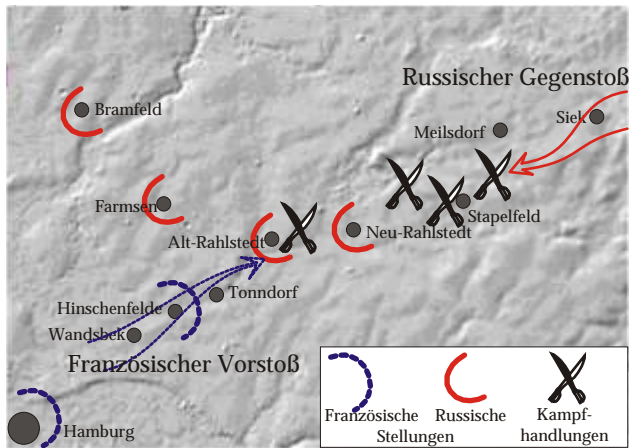 Russischer Gegenstoß
Bramfeld
Siek
Meilsdorf
Farmsen
Stapelfeld
Alt-Rahlstedt
Neu-Rahlstedt
Tonndorf
Hinschenfelde
Wandsbek
Französischer Vorstoß
Hamburg
Französische Russische
Stellungen
Kampf-
handlungen